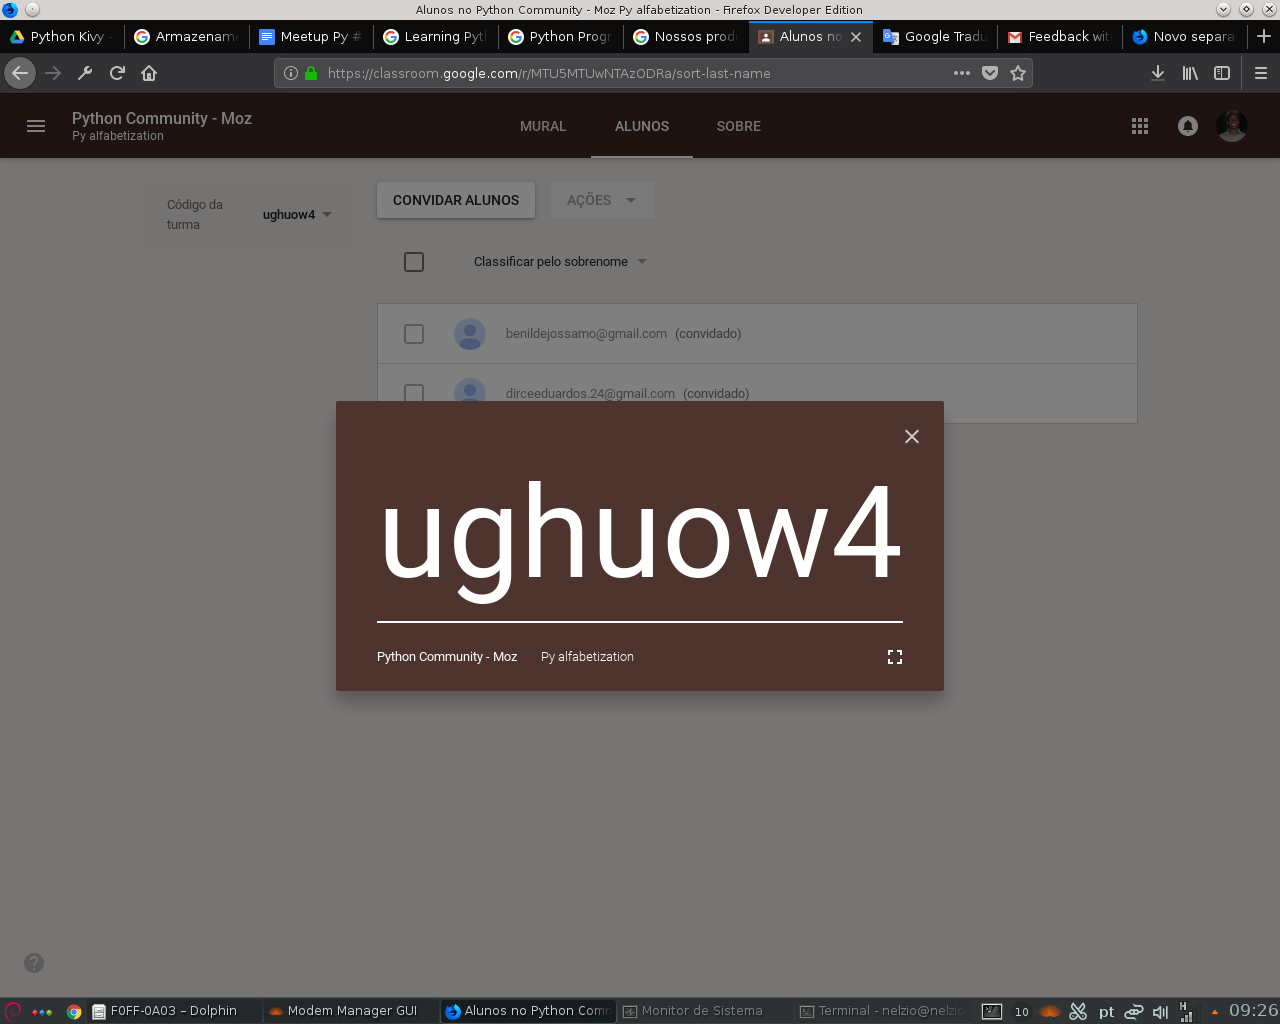 Alunos no Python Community - Moz Py alfabetization - Firefox Developer Edition
Python Kivy -
Armazename
Meetup Py #
Learning Pyt
Python Progr
Nossos prod
Alunos no
Google Tradu
Feedback wit
Novo separa
https://classroom.google.com/r/MTU5MTUwNTAzODRa/sort-last-name
Python Community - Moz
Py alfabetization
MURAL
ALUNOS
SOBRE
Código da turma
ughuow4
CONVIDAR ALUNOS
AÇÕES
Classificar pelo sobrenome
benildejossamo@gmail.com (convidado)
dirceeduardos.24@gmail.com (convidado)
ughuow4
Python Community - Moz Py alfabetization
F0FF-0A03 – Dolphin
Modem Manager GUI
Alunos no Python Comm
Monitor de Sistema
Terminal - nelzio@nelzio
10
pt
H
09:26